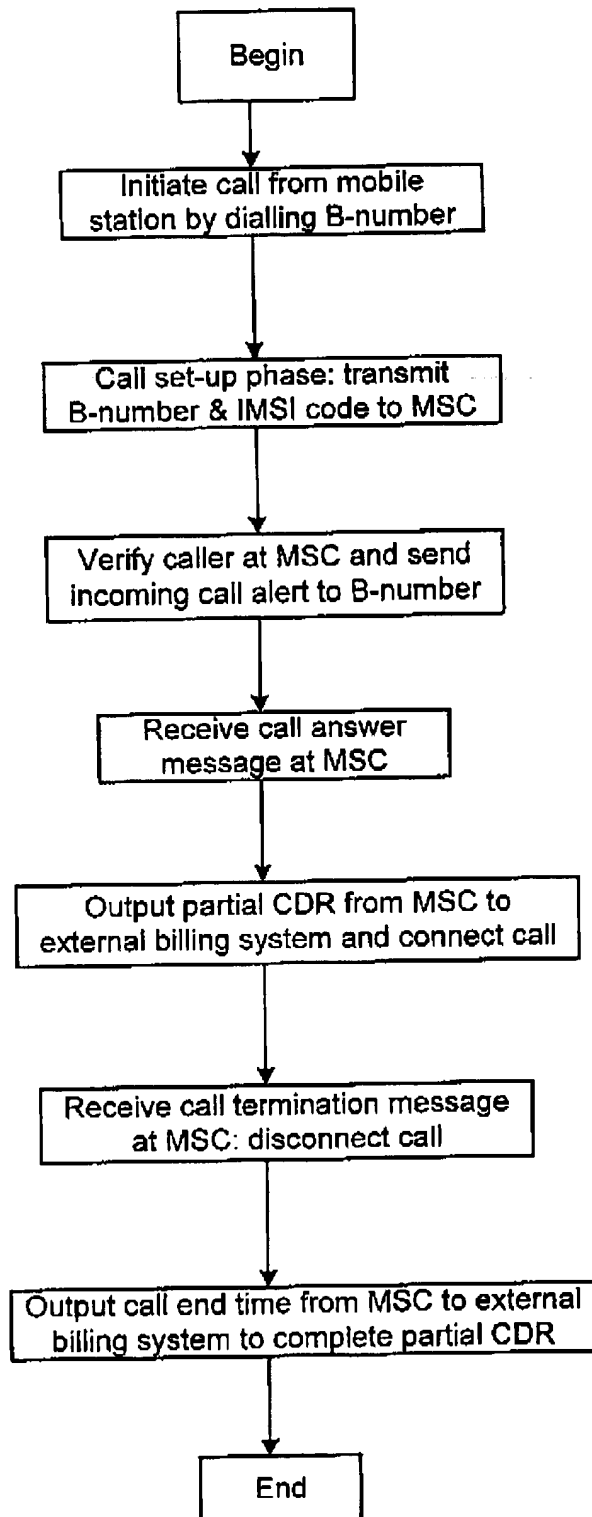 Begin
Initiate call from mobile
station by dialling B-number
Call set-up phase: transmit
B-number & IMSI code to MSC
Verify caller at MSC and send
incoming call alert to B-number
Receive call answer
message at MSC
Output partial CDR from MSC to
external billing system and connect call
Receive call termination message
at MSC: disconnect call
Output call end time from MSC to external
billing system to complete partial CDR
End